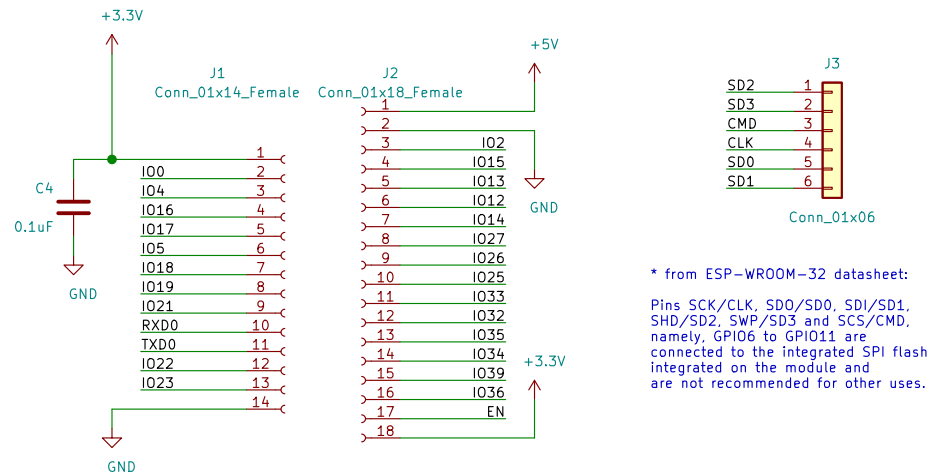 +3.3V
J1
Conn_01x14_Female
1
IO0 2
IO4 3
IO16 4
IO17 5
IO5 6
IO18 7
IO19 8
IO21 9
RXD0 10
TXD0 11
IO22 12
IO23 13
14
C4
0.1uF
GND
GND
J2
Conn_01x18_Female
+5V
1
2
3 IO2
4 IO15
5 IO13
6 IO12
7 IO14
8 IO27
9 IO26
10 IO25
11 IO33
12 IO32
13 IO35
14 IO34
15 IO39
16 IO36
17 EN
18
GND
+3.3V
J3
SD2 1
SD3 2
CMD 3
CLK 4
SD0 5
SD1 6
Conn_01x06
* from ESP-WROOM-32 datasheet:
Pins SCK/CLK, SDO/SD0, SDI/SD1,
SHD/SD2, SWP/SD3 and SCS/CMD,
namely, GPIO6 to GPIO11 are
connected to the integrated SPI flash
integrated on the module and
are not recommended for other uses.